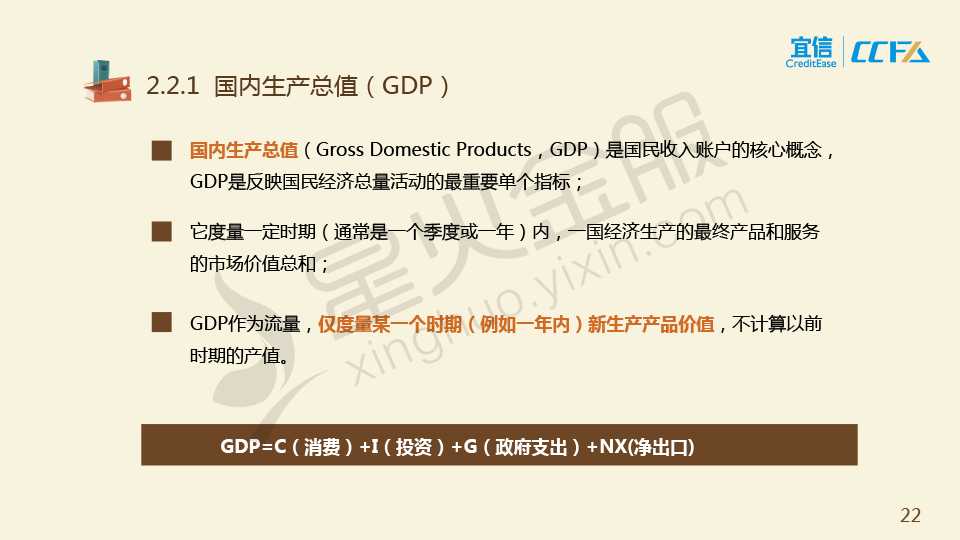 宜信
CreditEase
CCFA
2.2.1 国内生产总值（GDP）
国内生产总值（Gross Domestic Products，GDP）是国民收入账户的核心概念，
GDP是反映国民经济总量活动的最重要单个指标；
它度量一定时期（通常是一个季度或一年）内，一国经济生产的最终产品和服务
的市场价值总和；
GDP作为流量，仅度量某一个时期（例如一年内）新生产产品价值，不计算以前
时期的产值。
星火金服
xinghuo.yixin.com
GDP=C（消费）+I（投资）+G（政府支出）+NX(净出口)
22